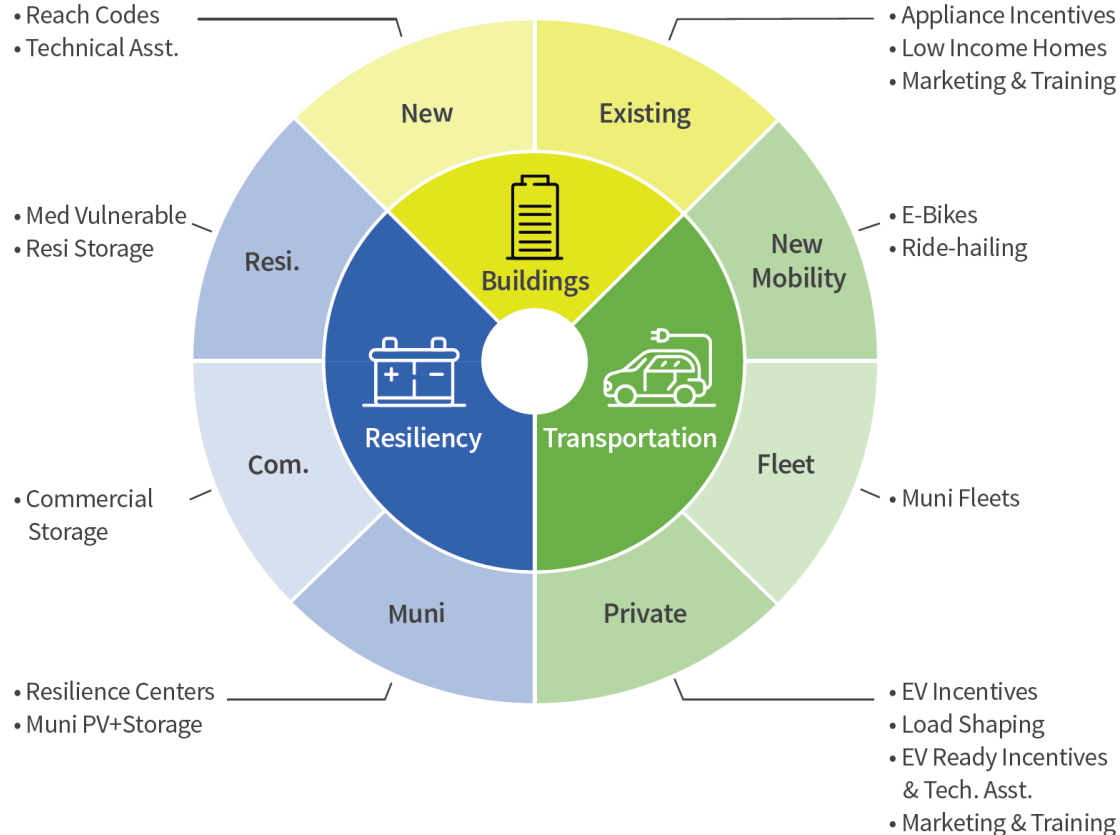 • Reach Codes
• Technical Asst.
• Appliance Incentives
• Low Income Homes
• Marketing & Training
New
Existing
• Med Vulnerable
• Resi Storage
Resi.
Buildings
New
Mobility
• E-Bikes
• Ride-hailing
Resiliency
Transportation
Com.
Fleet
• Commercial
Storage
• Muni Fleets
Muni
Private
• Resilience Centers
• Muni PV+Storage
• EV Incentives
• Load Shaping
• EV Ready Incentives
& Tech. Asst.
• Marketing & Training